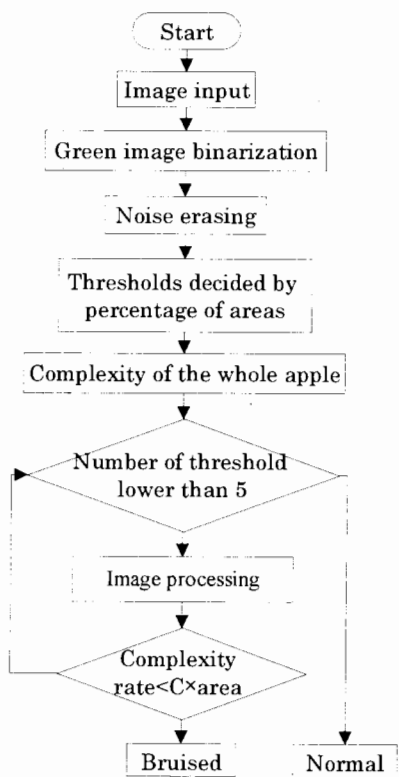 Start
Image input
Green image binarization
Noise erasing
Thresholds decided by
percentage of areas
Complexity of the whole apple
Number of threshold
lower than 5
Image processing
Complexity
rate<C×area
Bruised
Normal